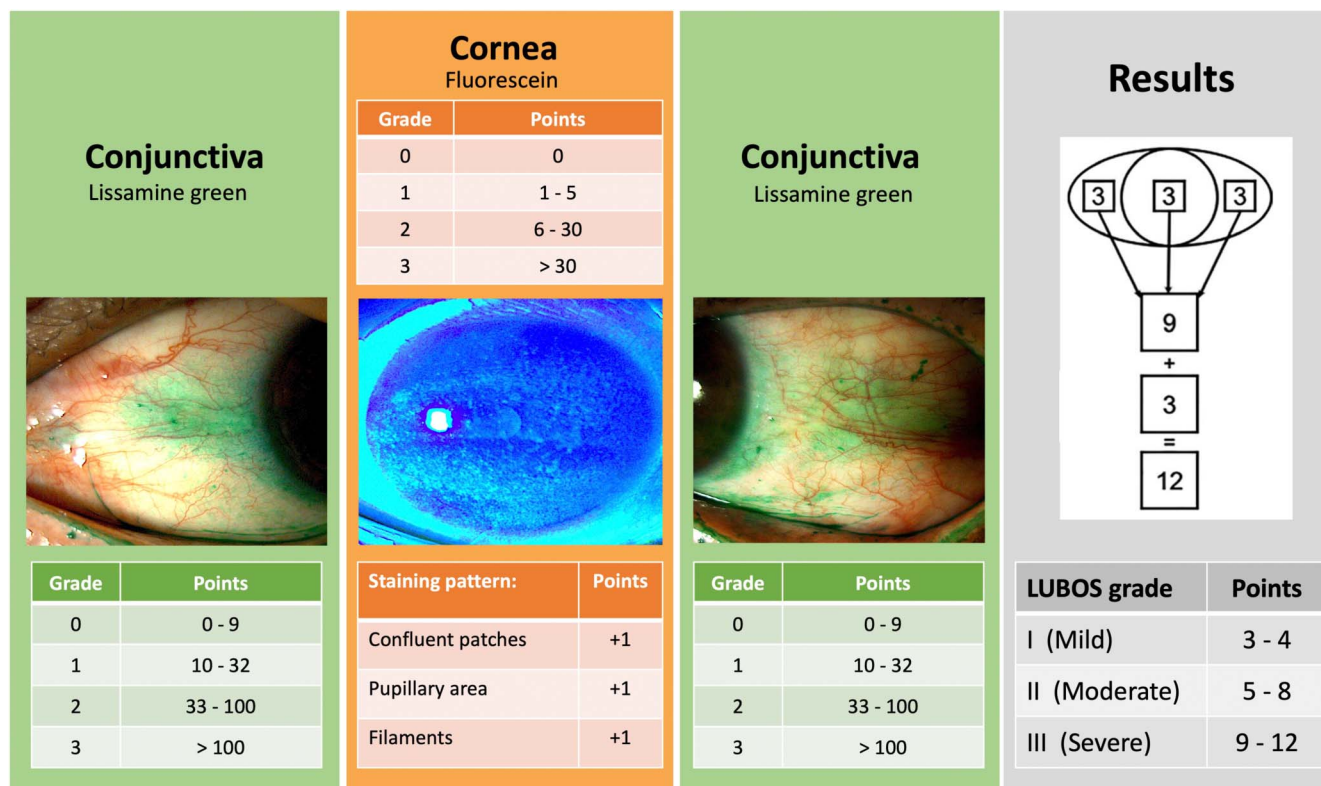 Conjunctiva
Lissamine green
Grade Points
0 0 - 9
1 10 - 32
2 33 - 100
3 > 100
Cornea
Fluorescein
Grade Points
0 0
1 1 - 5
2 6 - 30
3 > 30
Staining pattern: Points
Confluent patches +1
Pupillary area +1
Filaments +1
Conjunctiva
Lissamine green
Grade Points
0 0 - 9
1 10 - 32
2 33 - 100
3 > 100
Results
3 3 3
9
+
3
=
12
LUBOS grade Points
I (Mild) 3 - 4
II (Moderate) 5 - 8
III (Severe) 9 - 12